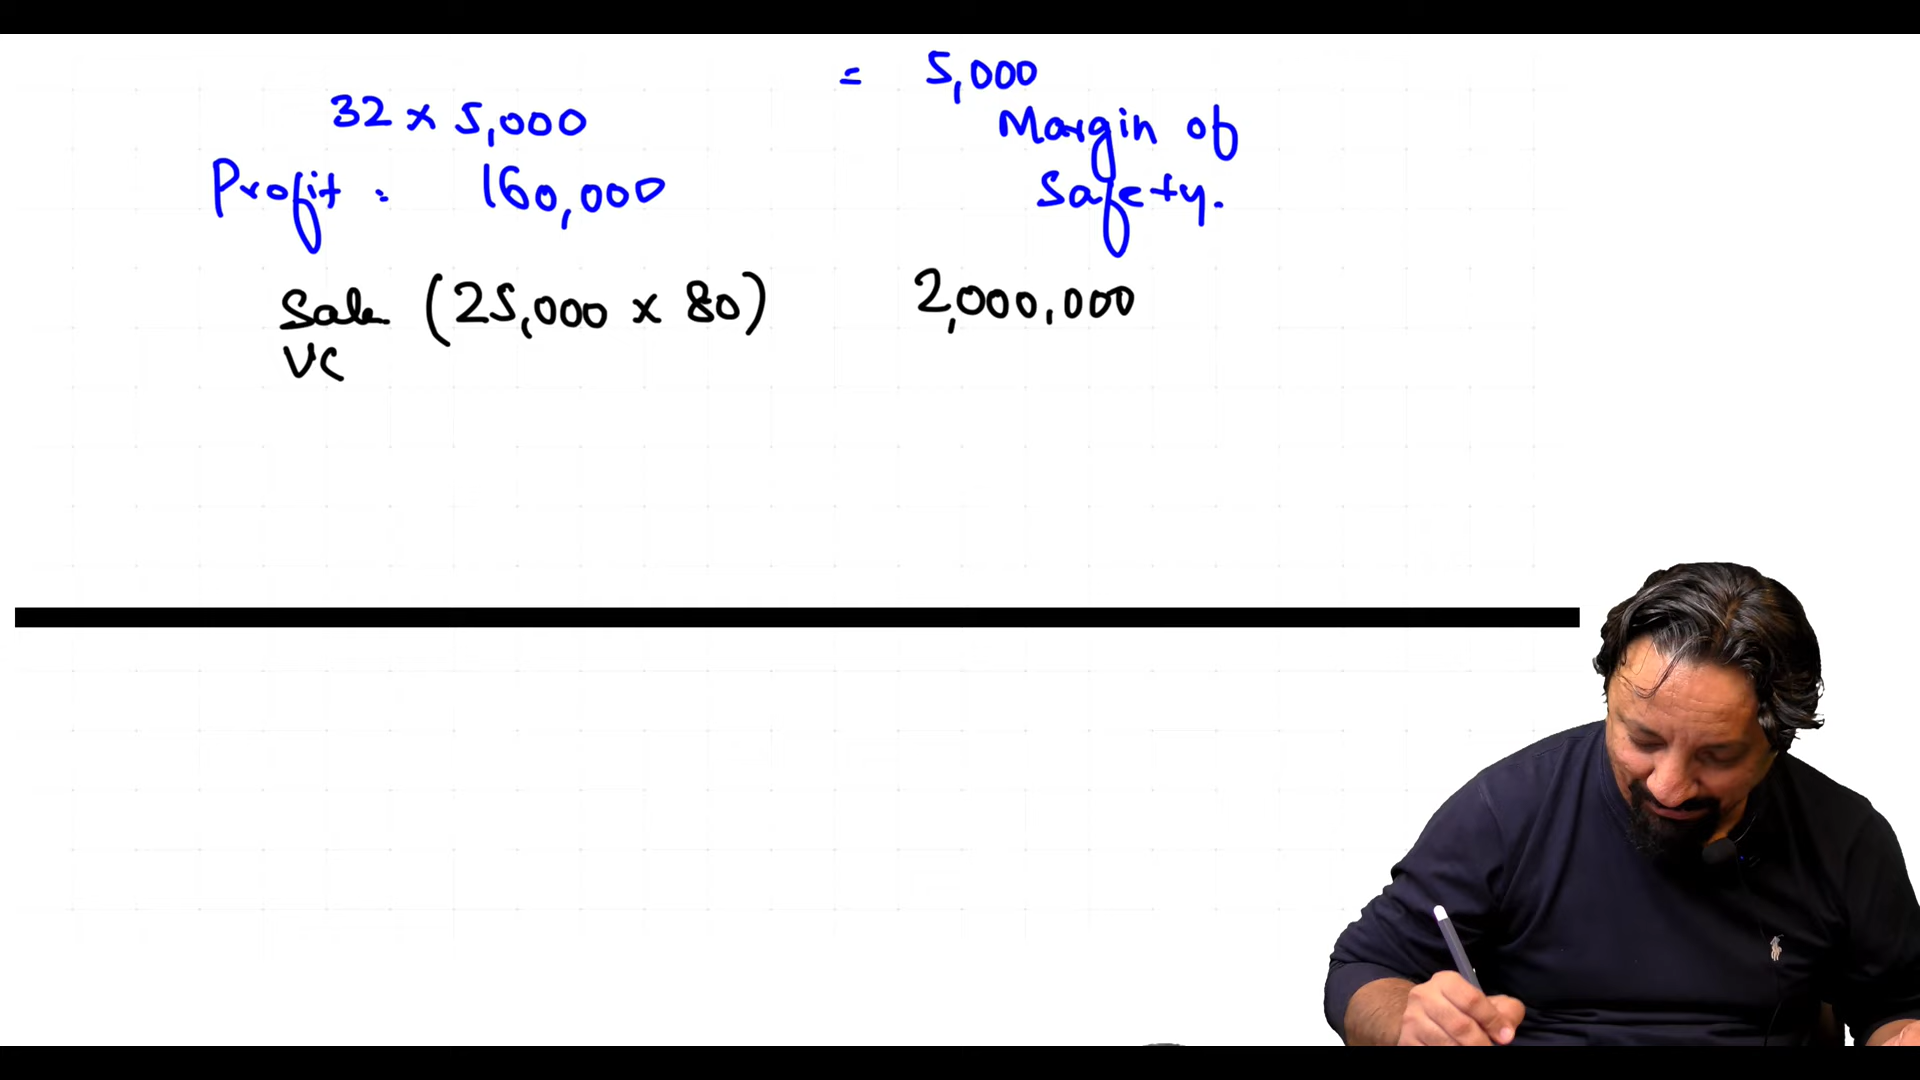 = 5,000
32 × 5,000
Margin of
Profit : 160,000
Safety.
Sale (25,000 × 80) 2,000,000
VC